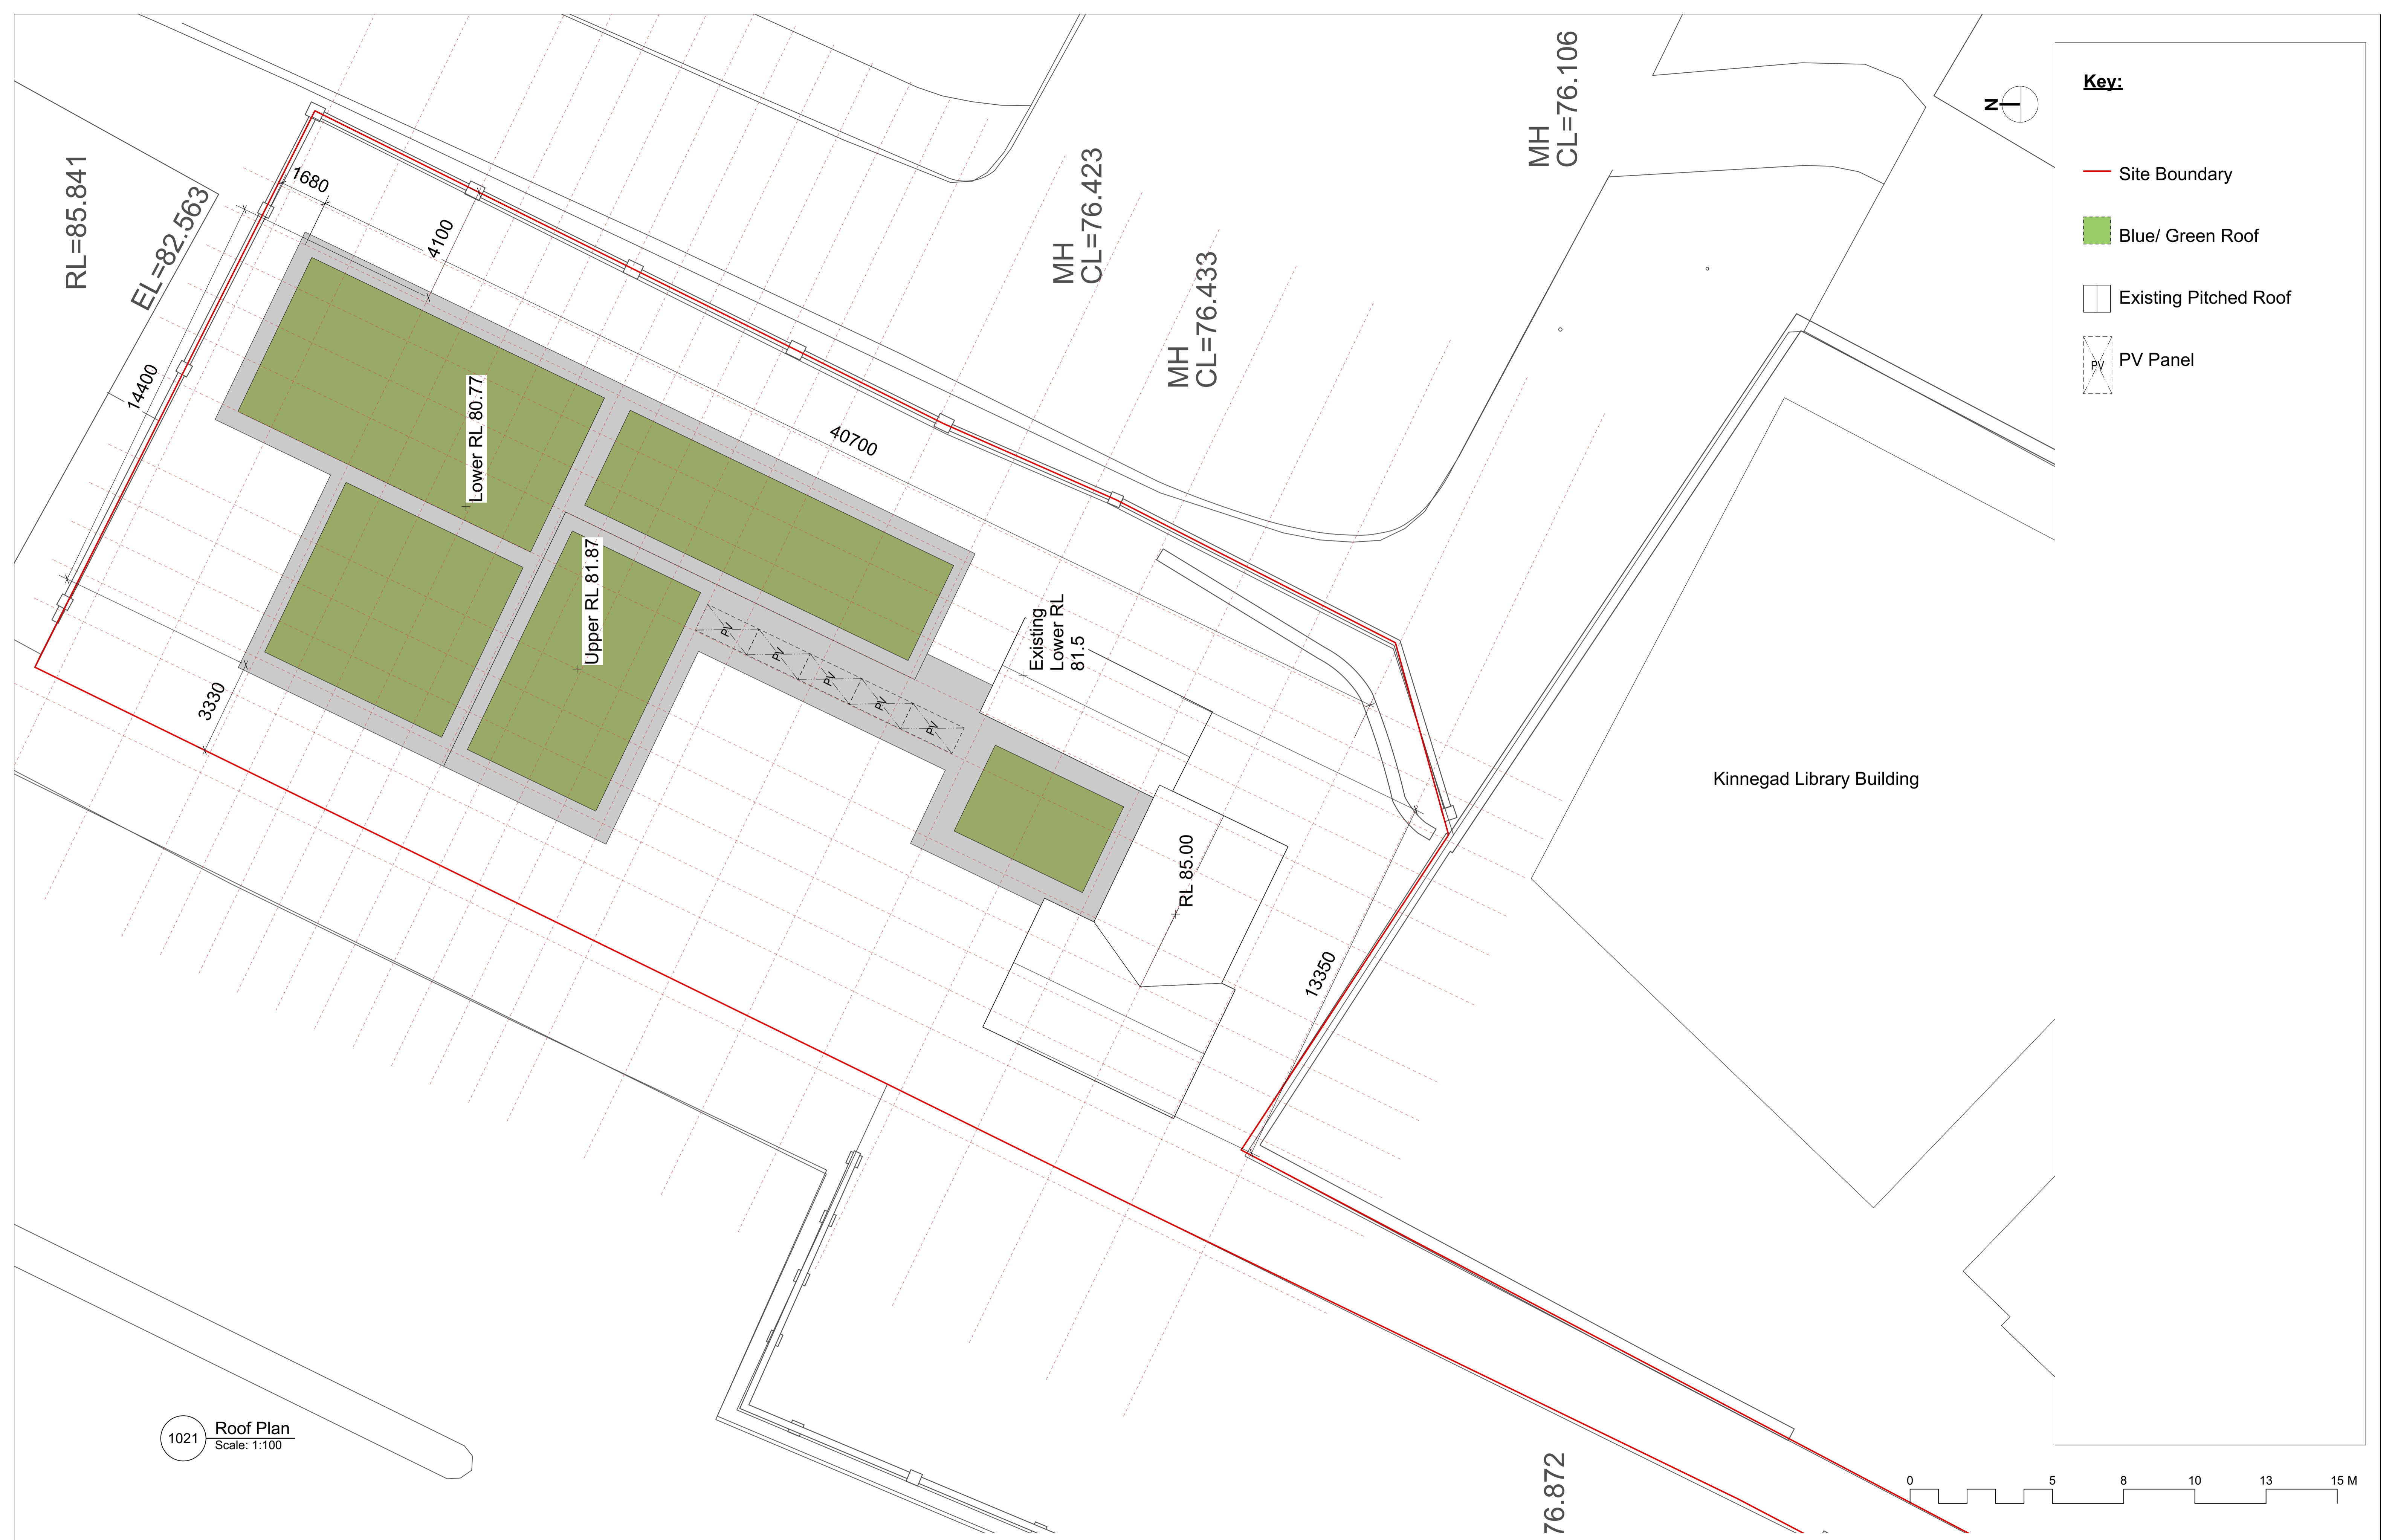 RL=85.841
EL=82.563
1680
4100
14400
40700
3330
13350
Lower RL 80.77
Upper RL 81.87
PV
PV
PV
PV
PV
Existing
Lower RL
81.5
RL 85.00
MH
CL=76.423
MH
CL=76.433
MH
CL=76.106
76.872
Kinnegad Library Building
N
Key:
Site Boundary
Blue/ Green Roof
Existing Pitched Roof
PV
PV Panel
1021
Roof Plan
Scale: 1:100
0 5 8 10 13 15 M